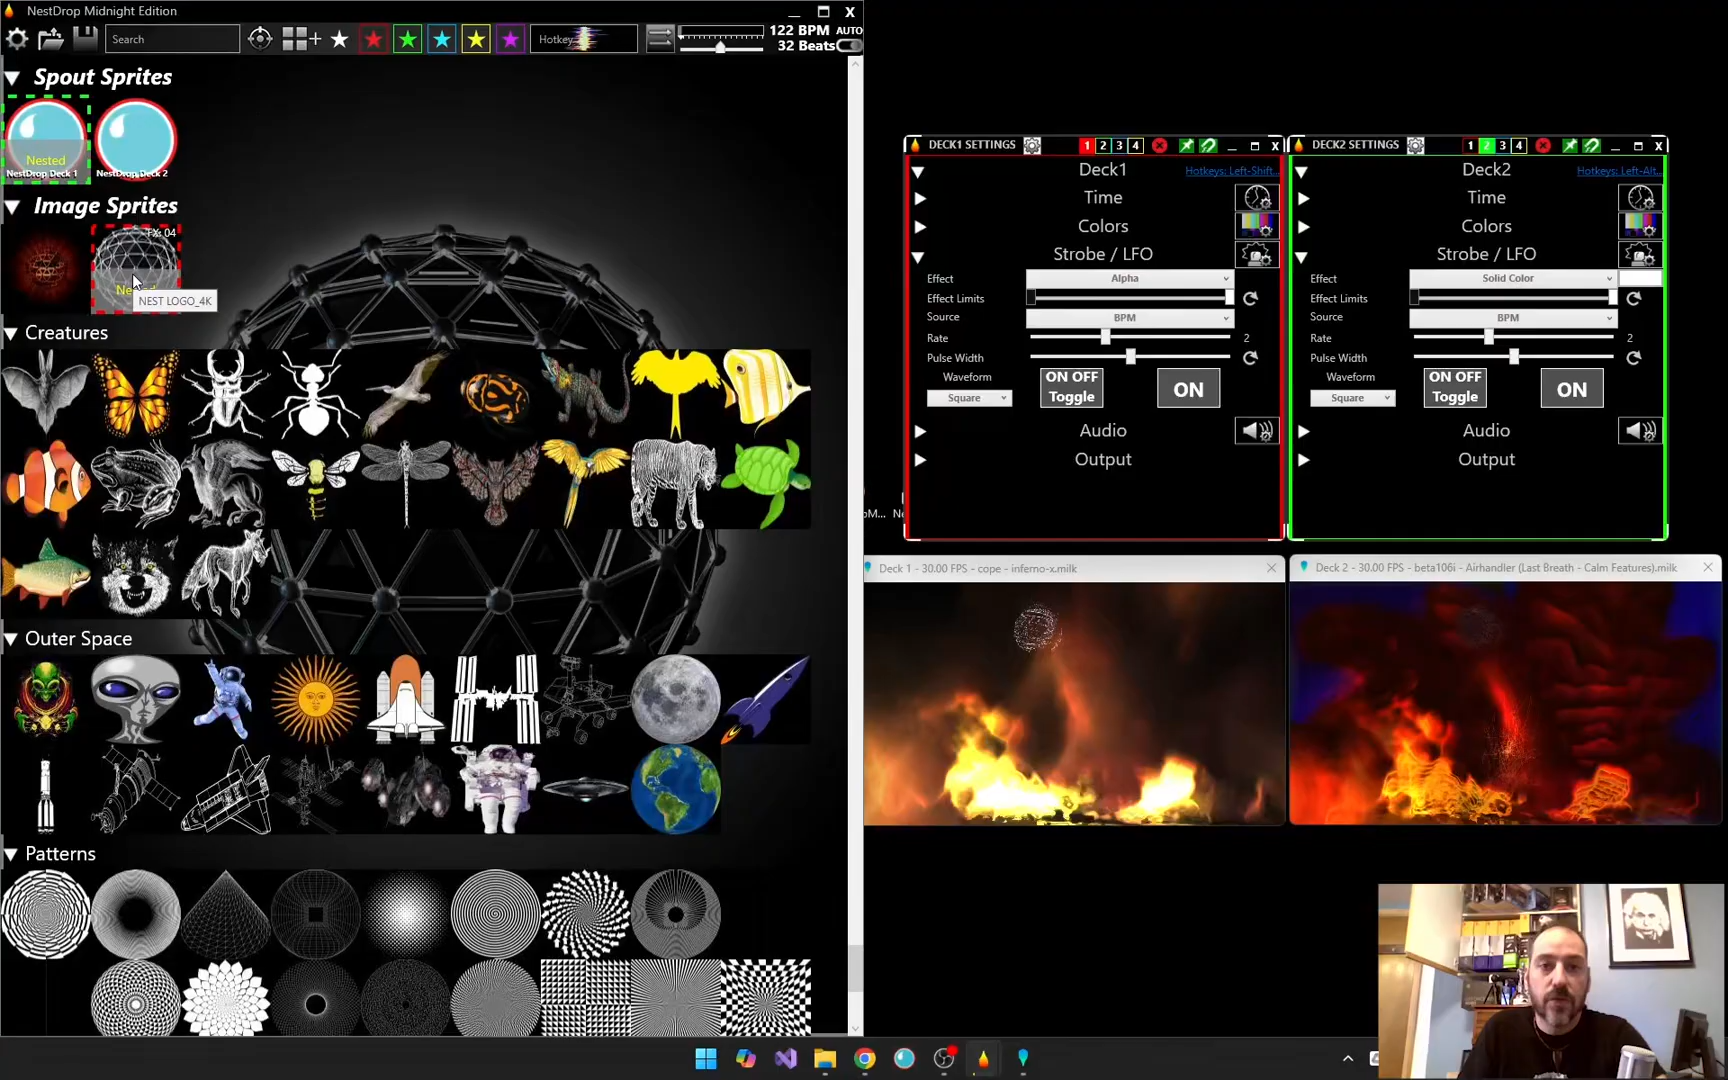 NestDrop Midnight Edition
Search
Hotkey
122 BPM
AUTO
32 Beats
Spout Sprites
Nested
NestDrop Deck 1
NestDrop Deck 2
Image Sprites
FX: 04
NEST LOGO_4K
Creatures
Outer Space
Patterns
DECK1 SETTINGS
1 2 3 4
X
Deck1
Hotkeys: Left-Shift...
Time
Colors
Strobe / LFO
Effect
Alpha
Effect Limits
Source
BPM
Rate
2
Pulse Width
Waveform
Square
ON OFF
Toggle
ON
Audio
Output
DECK2 SETTINGS
1 2 3 4
X
Deck2
Hotkeys: Left-Alt...
Time
Colors
Strobe / LFO
Effect
Solid Color
Effect Limits
Source
BPM
Rate
2
Pulse Width
Waveform
Square
ON OFF
Toggle
ON
Audio
Output
Deck 1 - 30.00 FPS - cope - inferno-x.milk
Deck 2 - 30.00 FPS - beta106i - Airhandler (Last Breath - Calm Features).milk